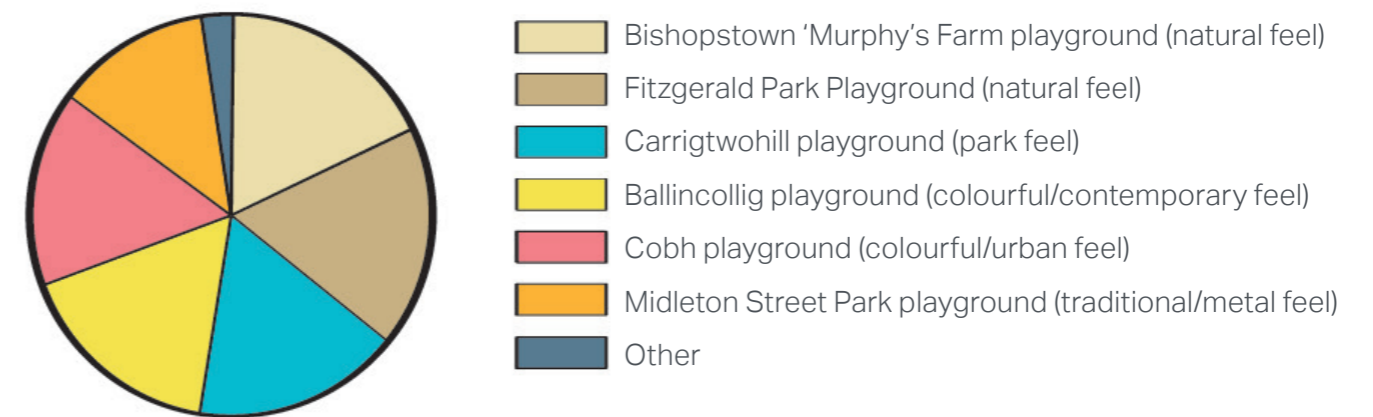 Bishopstown ‘Murphy’s Farm playground (natural feel)
Fitzgerald Park Playground (natural feel)
Carrigtwohill playground (park feel)
Ballincollig playground (colourful/contemporary feel)
Cobh playground (colourful/urban feel)
Midleton Street Park playground (traditional/metal feel)
Other